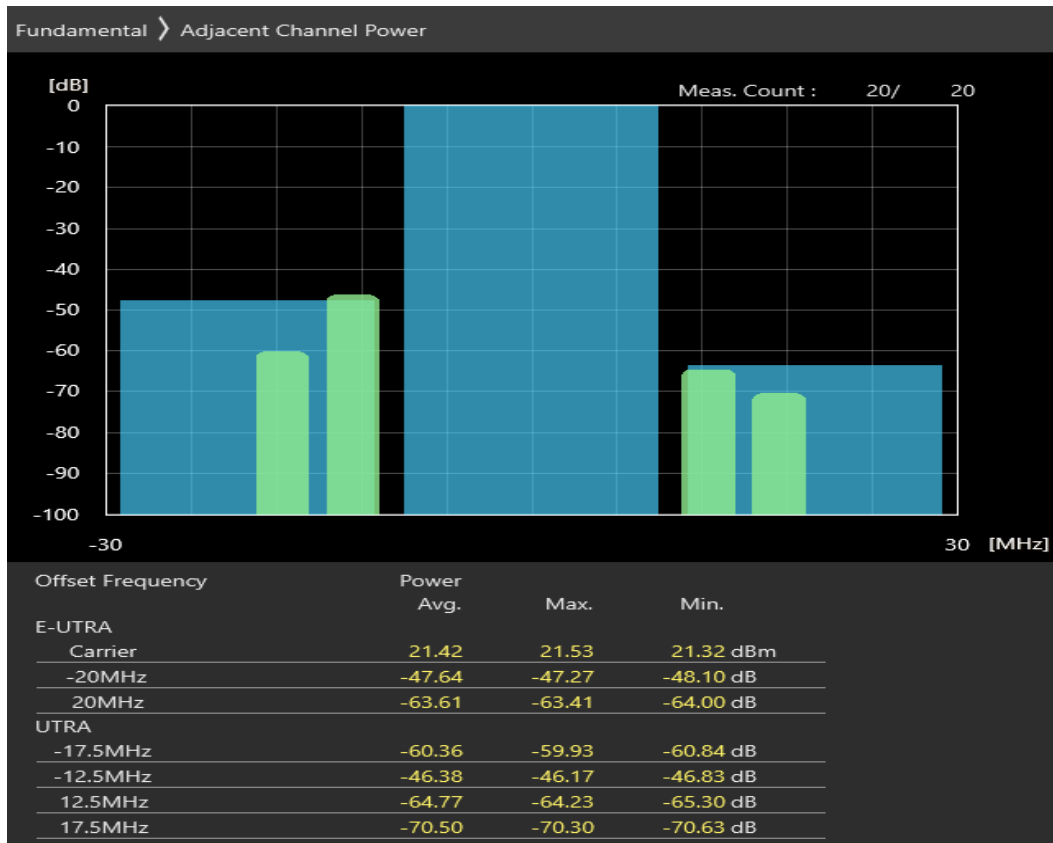 Fundamental 〉 Adjacent Channel Power
[dB]
Meas. Count : 20/ 20
0
-10
-20
-30
-40
-50
-60
-70
-80
-90
-100
-30 30 [MHz]
Offset Frequency Power
Avg. Max. Min.
E-UTRA
Carrier 21.42 21.53 21.32 dBm
-20MHz -47.64 -47.27 -48.10 dB
20MHz -63.61 -63.41 -64.00 dB
UTRA
-17.5MHz -60.36 -59.93 -60.84 dB
-12.5MHz -46.38 -46.17 -46.83 dB
12.5MHz -64.77 -64.23 -65.30 dB
17.5MHz -70.50 -70.30 -70.63 dB